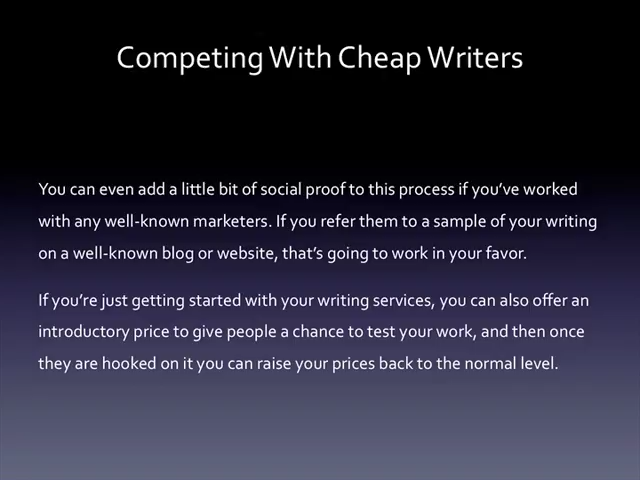 Competing With Cheap Writers
You can even add a little bit of social proof to this process if you’ve worked
with any well-known marketers. If you refer them to a sample of your writing
on a well-known blog or website, that’s going to work in your favor.
If you’re just getting started with your writing services, you can also offer an
introductory price to give people a chance to test your work, and then once
they are hooked on it you can raise your prices back to the normal level.